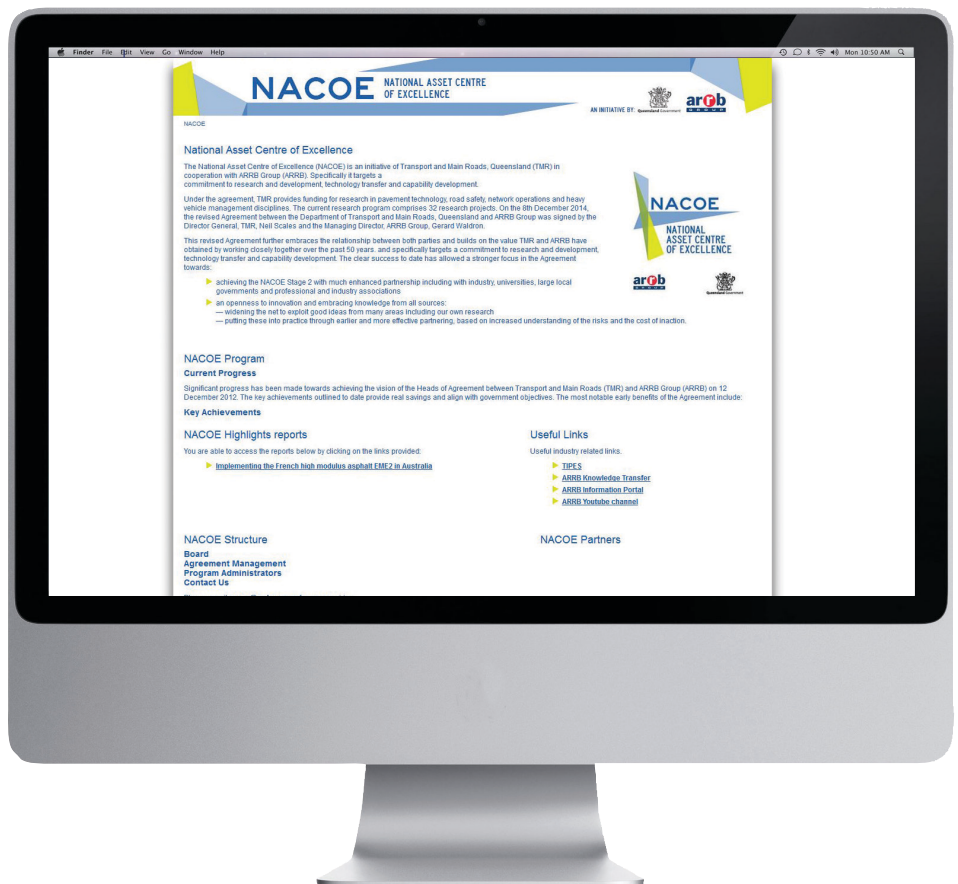 Finder File Edit View Go Window Help
Mon 10:50 AM
NACOE NATIONAL ASSET CENTRE
OF EXCELLENCE
AN INITIATIVE BY:
Queensland Government
arrb
GROUP
NACOE
National Asset Centre of Excellence
The National Asset Centre of Excellence (NACOE) is an initiative of Transport and Main Roads, Queensland (TMR) in
cooperation with ARRB Group (ARRB). Specifically it targets a
commitment to research and development, technology transfer and capability development.
Under the agreement, TMR provides funding for research in pavement technology, road safety, network operations and heavy
vehicle management disciplines. The current research program comprises 32 research projects. On the 8th December 2014,
the revised Agreement between the Department of Transport and Main Roads, Queensland and ARRB Group was signed by the
Director General, TMR, Neil Scales and the Managing Director, ARRB Group, Gerard Waldron.
This revised Agreement further embraces the relationship between both parties and builds on the value TMR and ARRB have
obtained by working closely together over the past 50 years. and specifically targets a commitment to research and development,
technology transfer and capability development. The clear success to date has allowed a stronger focus in the Agreement
towards:
achieving the NACOE Stage 2 with much enhanced partnership including with industry, universities, large local
governments and professional and industry associations
an openness to innovation and embracing knowledge from all sources:
— widening the net to exploit good ideas from many areas including our own research
— putting these into practice through earlier and more effective partnering, based on increased understanding of the risks and the cost of inaction.
NACOE
NATIONAL
ASSET CENTRE
OF EXCELLENCE
arrb
GROUP
Queensland Government
NACOE Program
Current Progress
Significant progress has been made towards achieving the vision of the Heads of Agreement between Transport and Main Roads (TMR) and ARRB Group (ARRB) on 12
December 2012. The key achievements outlined to date provide real savings and align with government objectives. The most notable early benefits of the Agreement include:
Key Achievements
NACOE Highlights reports
You are able to access the reports below by clicking on the links provided:
Implementing the French high modulus asphalt EME2 in Australia
Useful Links
Useful industry related links.
TIPES
ARRB Knowledge Transfer
ARRB Information Portal
ARRB Youtube channel
NACOE Structure
Board
Agreement Management
Program Administrators
Contact Us
NACOE Partners